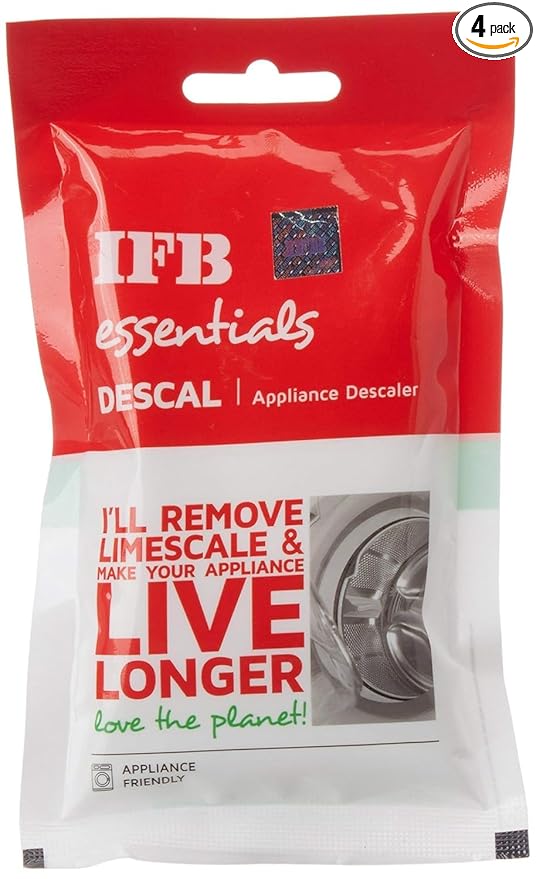 4
pack
IFB
essentials
DESCAL | Appliance Descaler
I'LL REMOVE
LIMESCALE &
MAKE YOUR APPLIANCE
LIVE
LONGER
love the planet!
APPLIANCE
FRIENDLY